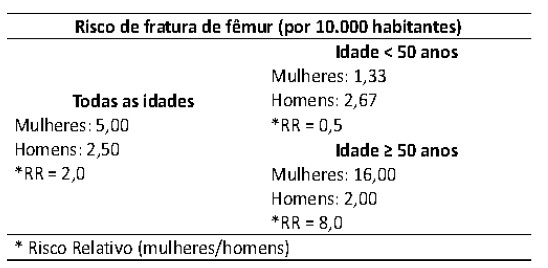 Risco de fratura de fêmur (por 10.000 habitantes)
Todas as idades
Mulheres: 5,00
Homens: 2,50
*RR = 2,0
Idade < 50 anos
Mulheres: 1,33
Homens: 2,67
*RR = 0,5
Idade ≥ 50 anos
Mulheres: 16,00
Homens: 2,00
*RR = 8,0
* Risco Relativo (mulheres/homens)